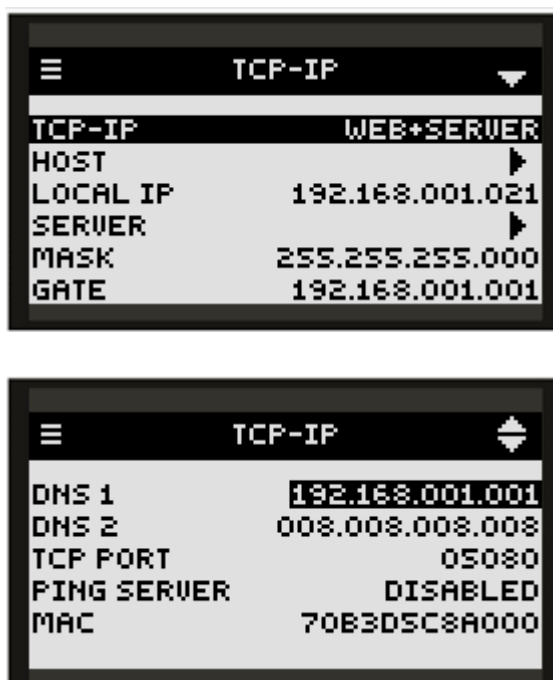 TCP-IP
TCP-IP WEB+SERVER
HOST
LOCAL IP 192.168.001.021
SERVER
MASK 255.255.255.000
GATE 192.168.001.001
TCP-IP
DNS 1 192.168.001.001
DNS 2 008.008.008.008
TCP PORT 05080
PING SERVER DISABLED
MAC 70B3D5C8A000